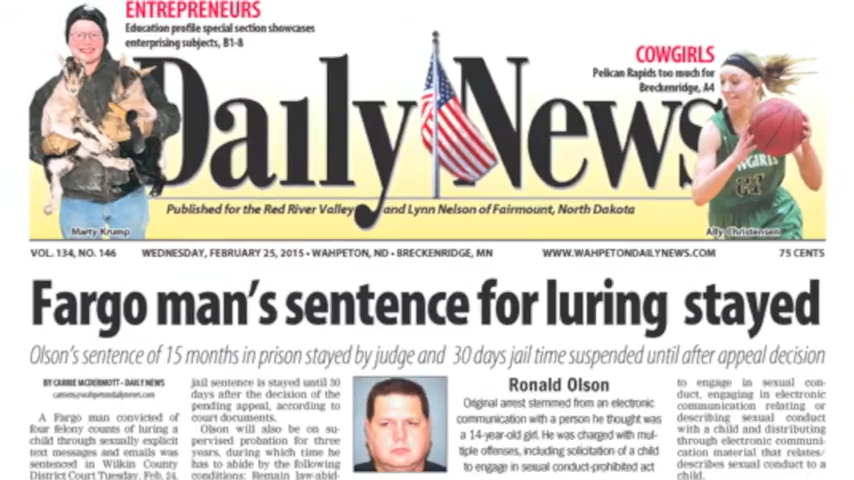 ENTREPRENEURS
Education profile special section showcases
enterprising subjects, B1-8
COWGIRLS
Pelican Rapids too much for
Breckenridge, A4
Daily News
COWGIRLS
Marty Krump
Published for the Red River Valley and Lynn Nelson of Fairmount, North Dakota
Ally Christensen
VOL. 134, NO. 146 WEDNESDAY, FEBRUARY 25, 2015 • WAHPETON, ND • BRECKENRIDGE, MN WWW.WAHPETONDAILYNEWS.COM 75 CENTS
Fargo man's sentence for luring stayed
Olson's sentence of 15 months in prison stayed by judge and 30 days jail time suspended until after appeal decision
BY CARRIE MCDERMOTT • DAILY NEWS
carriem@wahpetondailynews.com
A Fargo man convicted of
four felony counts of luring a
child through sexually explicit
text messages and emails was
sentenced in Wilkin County
District Court Tuesday, Feb. 24.
jail sentence is stayed until 30
days after the decision of the
pending appeal, according to
court documents.
Olson will also be on su-
pervised probation for three
years, during which time he
has to abide by the following
conditions: Remain law-abid-
Ronald Olson
Original arrest stemmed from an electronic
communication with a person he thought was
a 14-year-old girl. He was charged with mul-
tiple offenses, including solicitation of a child
to engage in sexual conduct-prohibited act
to engage in sexual con-
duct, engaging in electronic
communication relating or
describing sexual conduct
with a child and distributing
through electronic communi-
cation material that relates/
describes sexual conduct to a
child.